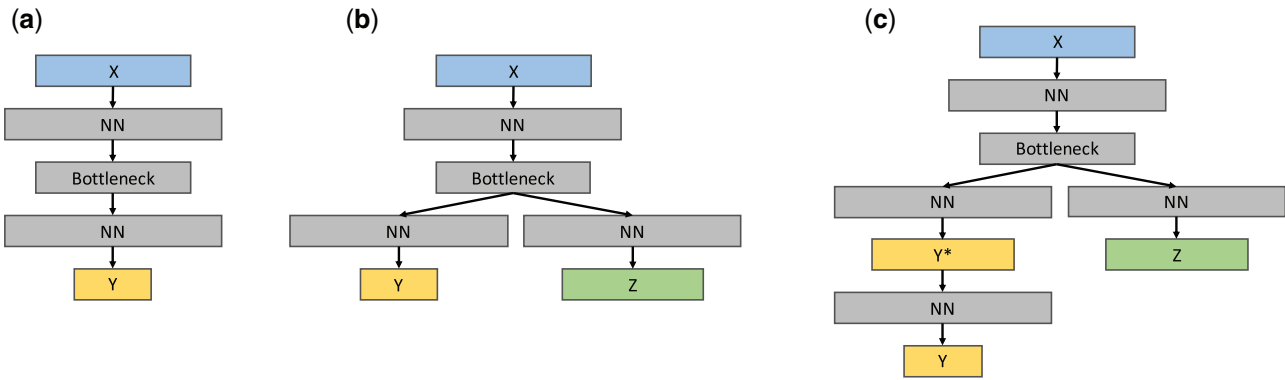 (a)
X
NN
Bottleneck
NN
Y
(b)
X
NN
Bottleneck
NN NN
Y Z
(c)
X
NN
Bottleneck
NN NN
Y* Z
NN
Y